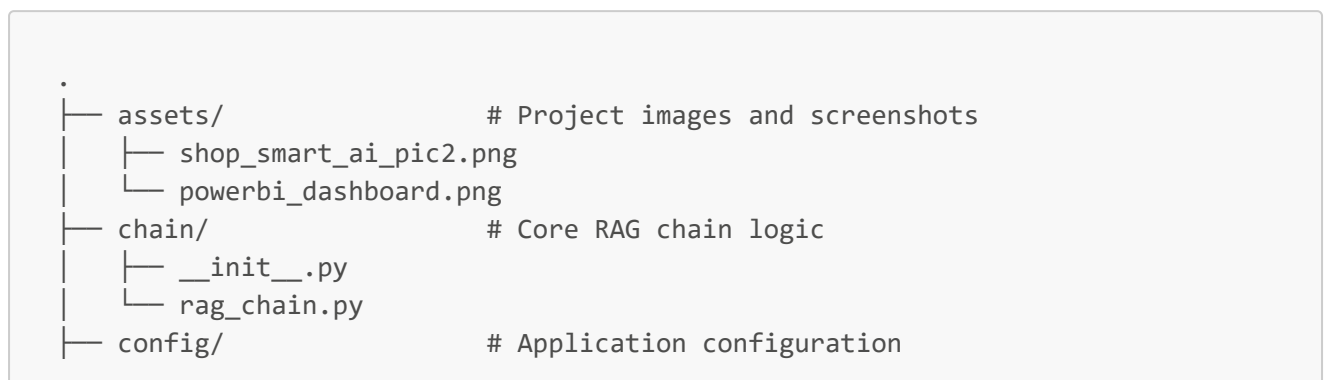 .
├── assets/                 # Project images and screenshots
│   ├── shop_smart_ai_pic2.png
│   └── powerbi_dashboard.png
├── chain/                  # Core RAG chain logic
│   ├── __init__.py
│   └── rag_chain.py
├── config/                 # Application configuration